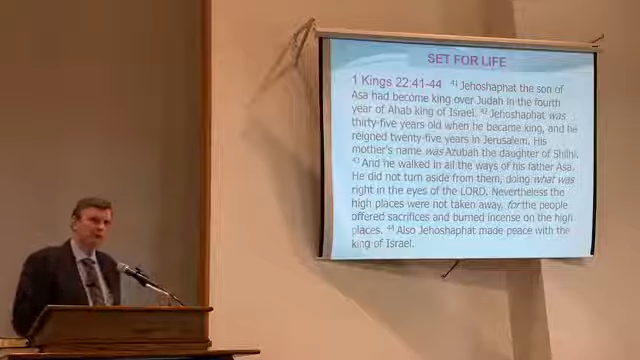 SET FOR LIFE
1 Kings 22:41-44 41 Jehoshaphat the son of
Asa had become king over Judah in the fourth
year of Ahab king of Israel. 42 Jehoshaphat was
thirty-five years old when he became king, and he
reigned twenty-five years in Jerusalem. His
mother's name was Azubah the daughter of Shilhi.
43 And he walked in all the ways of his father Asa.
He did not turn aside from them, doing what was
right in the eyes of the LORD. Nevertheless the
high places were not taken away, for the people
offered sacrifices and burned incense on the high
places. 44 Also Jehoshaphat made peace with the
king of Israel.